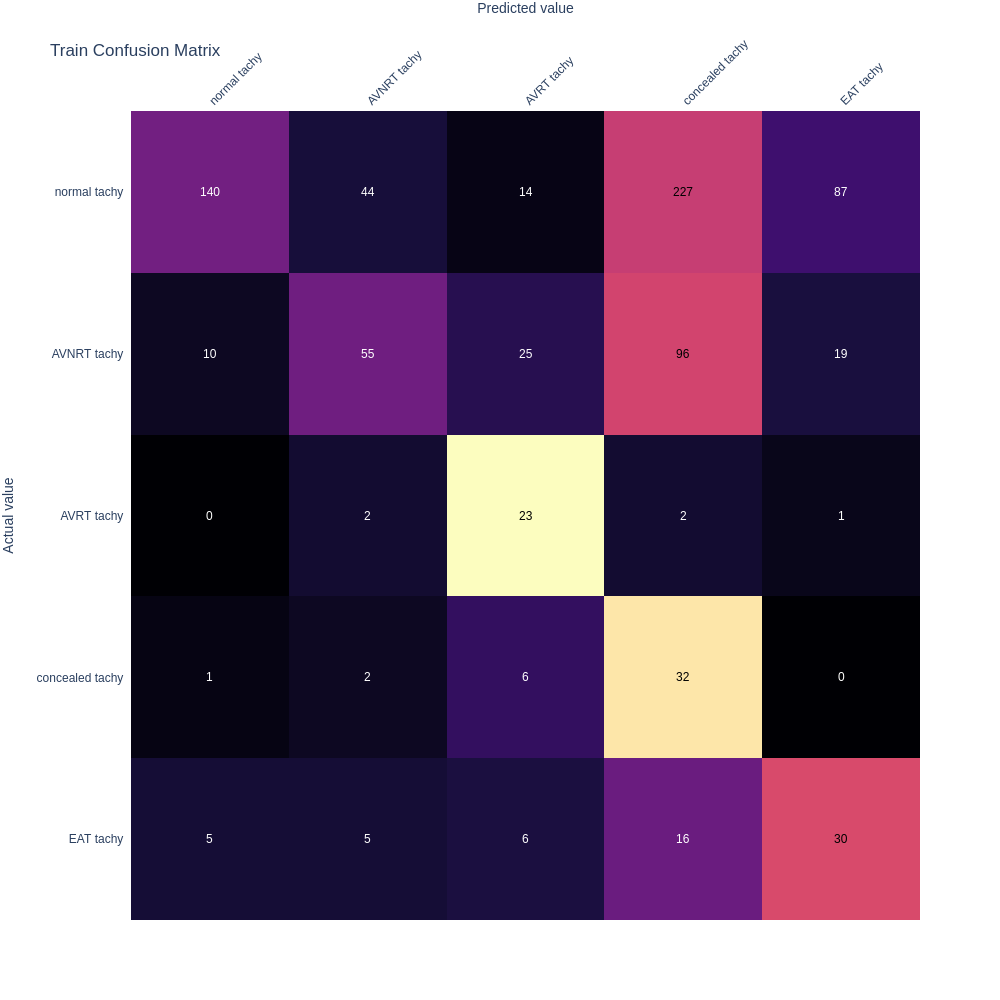 Predicted value
Train Confusion Matrix
normal tachy
AVNRT tachy
AVRT tachy
concealed tachy
EAT tachy
Actual value
normal tachy 140 44 14 227 87
AVNRT tachy 10 55 25 96 19
AVRT tachy 0 2 23 2 1
concealed tachy 1 2 6 32 0
EAT tachy 5 5 6 16 30